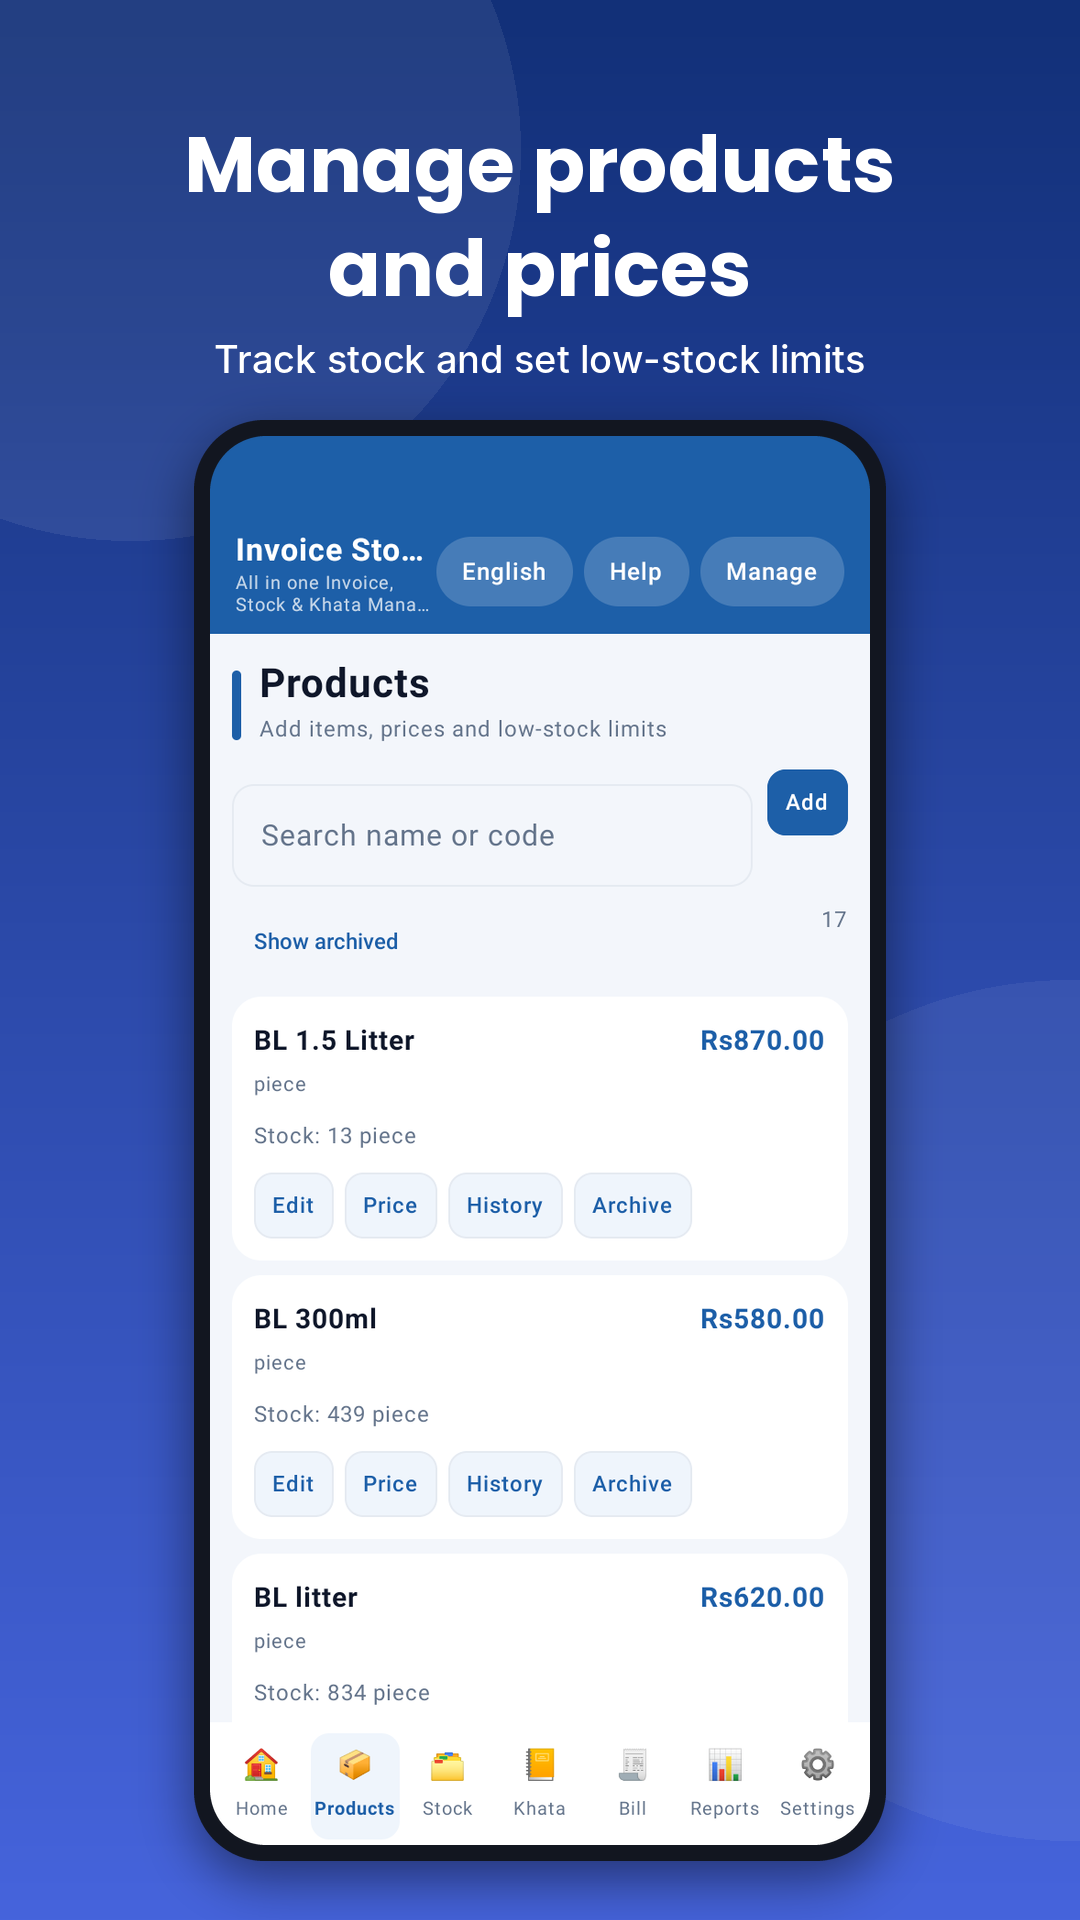 Manage products
and prices
Track stock and set low-stock limits
Invoice Sto...
All in one Invoice,
Stock & Khata Mana...
English
Help
Manage
Products
Add items, prices and low-stock limits
Search name or code
Add
17
Show archived
BL 1.5 Litter
Rs870.00
piece
Stock: 13 piece
Edit
Price
History
Archive
BL 300ml
Rs580.00
piece
Stock: 439 piece
Edit
Price
History
Archive
BL litter
Rs620.00
piece
Stock: 834 piece
Home
Products
Stock
Khata
Bill
Reports
Settings